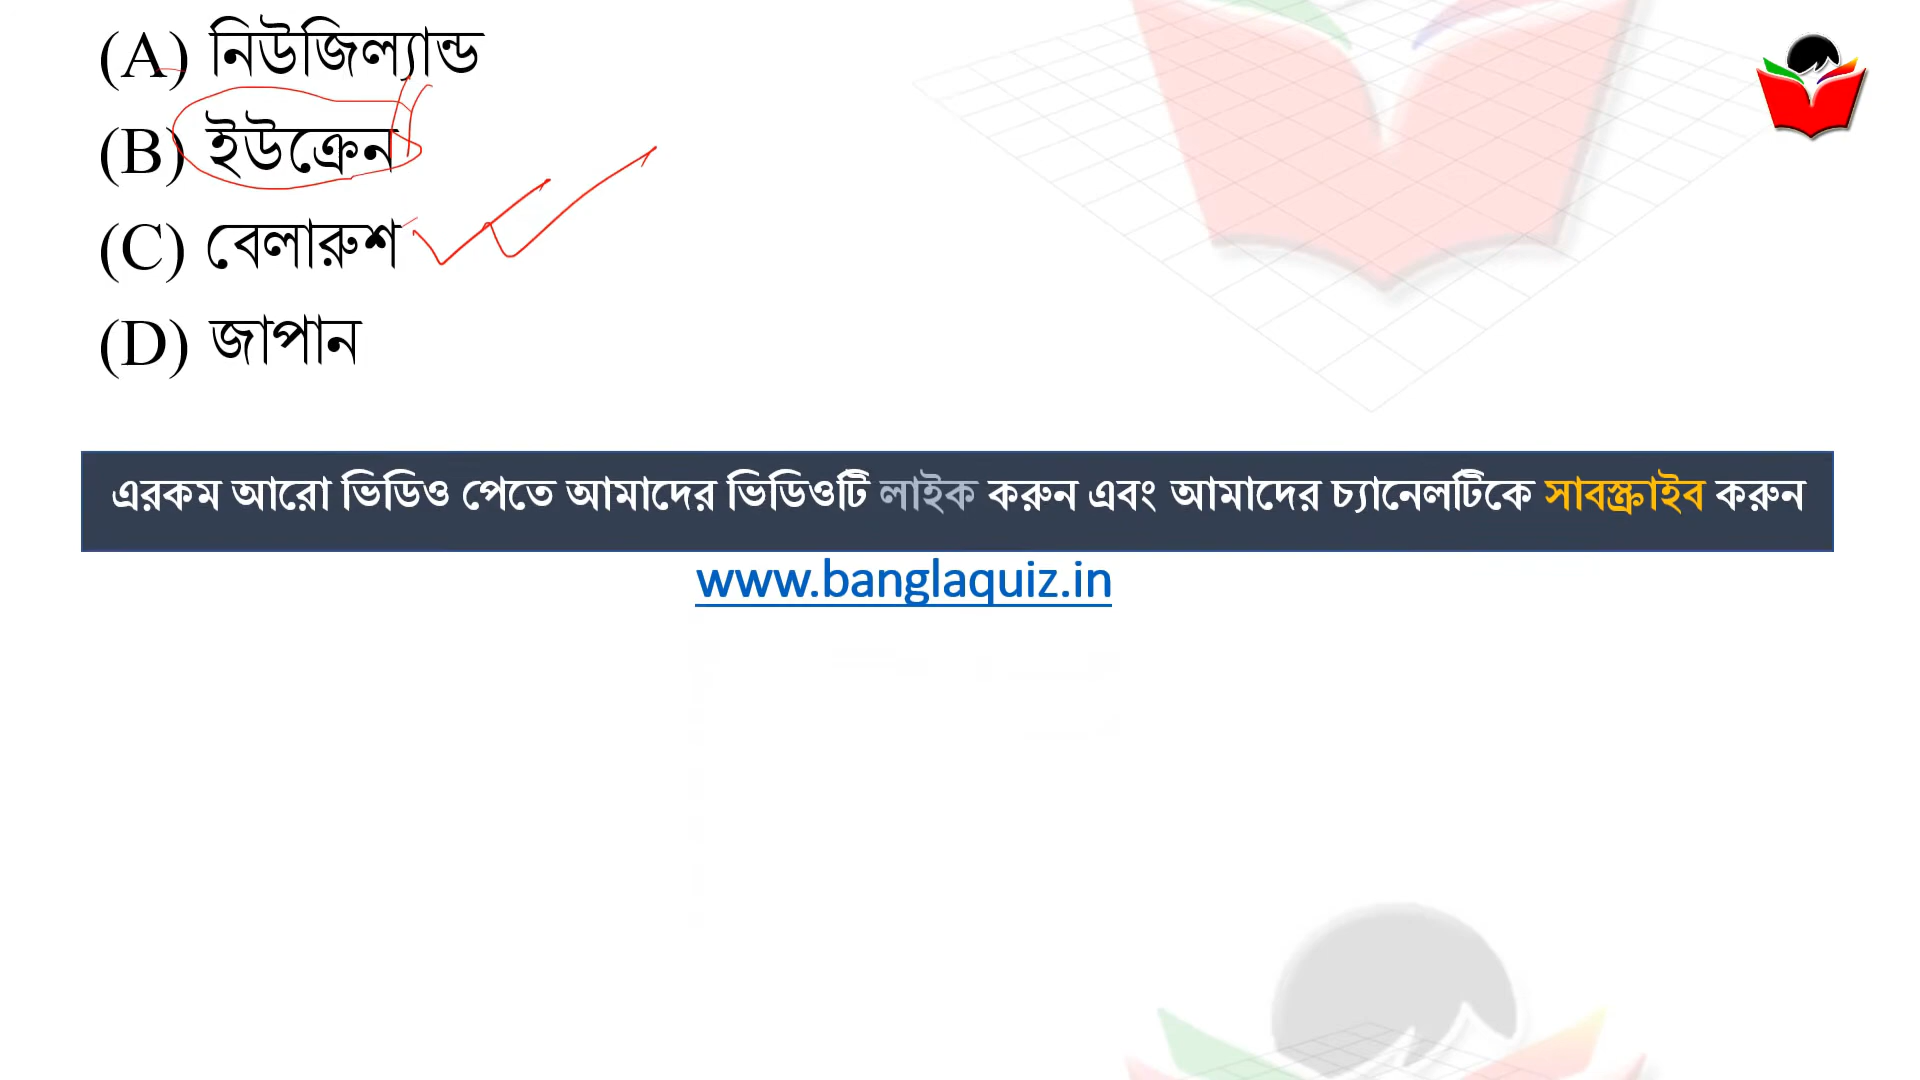 (A) নিউজিল্যান্ড
(B) ইউক্রেন
(C) বেলারুশ
(D) জাপান
এরকম আরো ভিডিও পেতে আমাদের ভিডিওটি লাইক করুন এবং আমাদের চ্যানেলটিকে সাবস্ক্রাইব করুন
www.banglaquiz.in